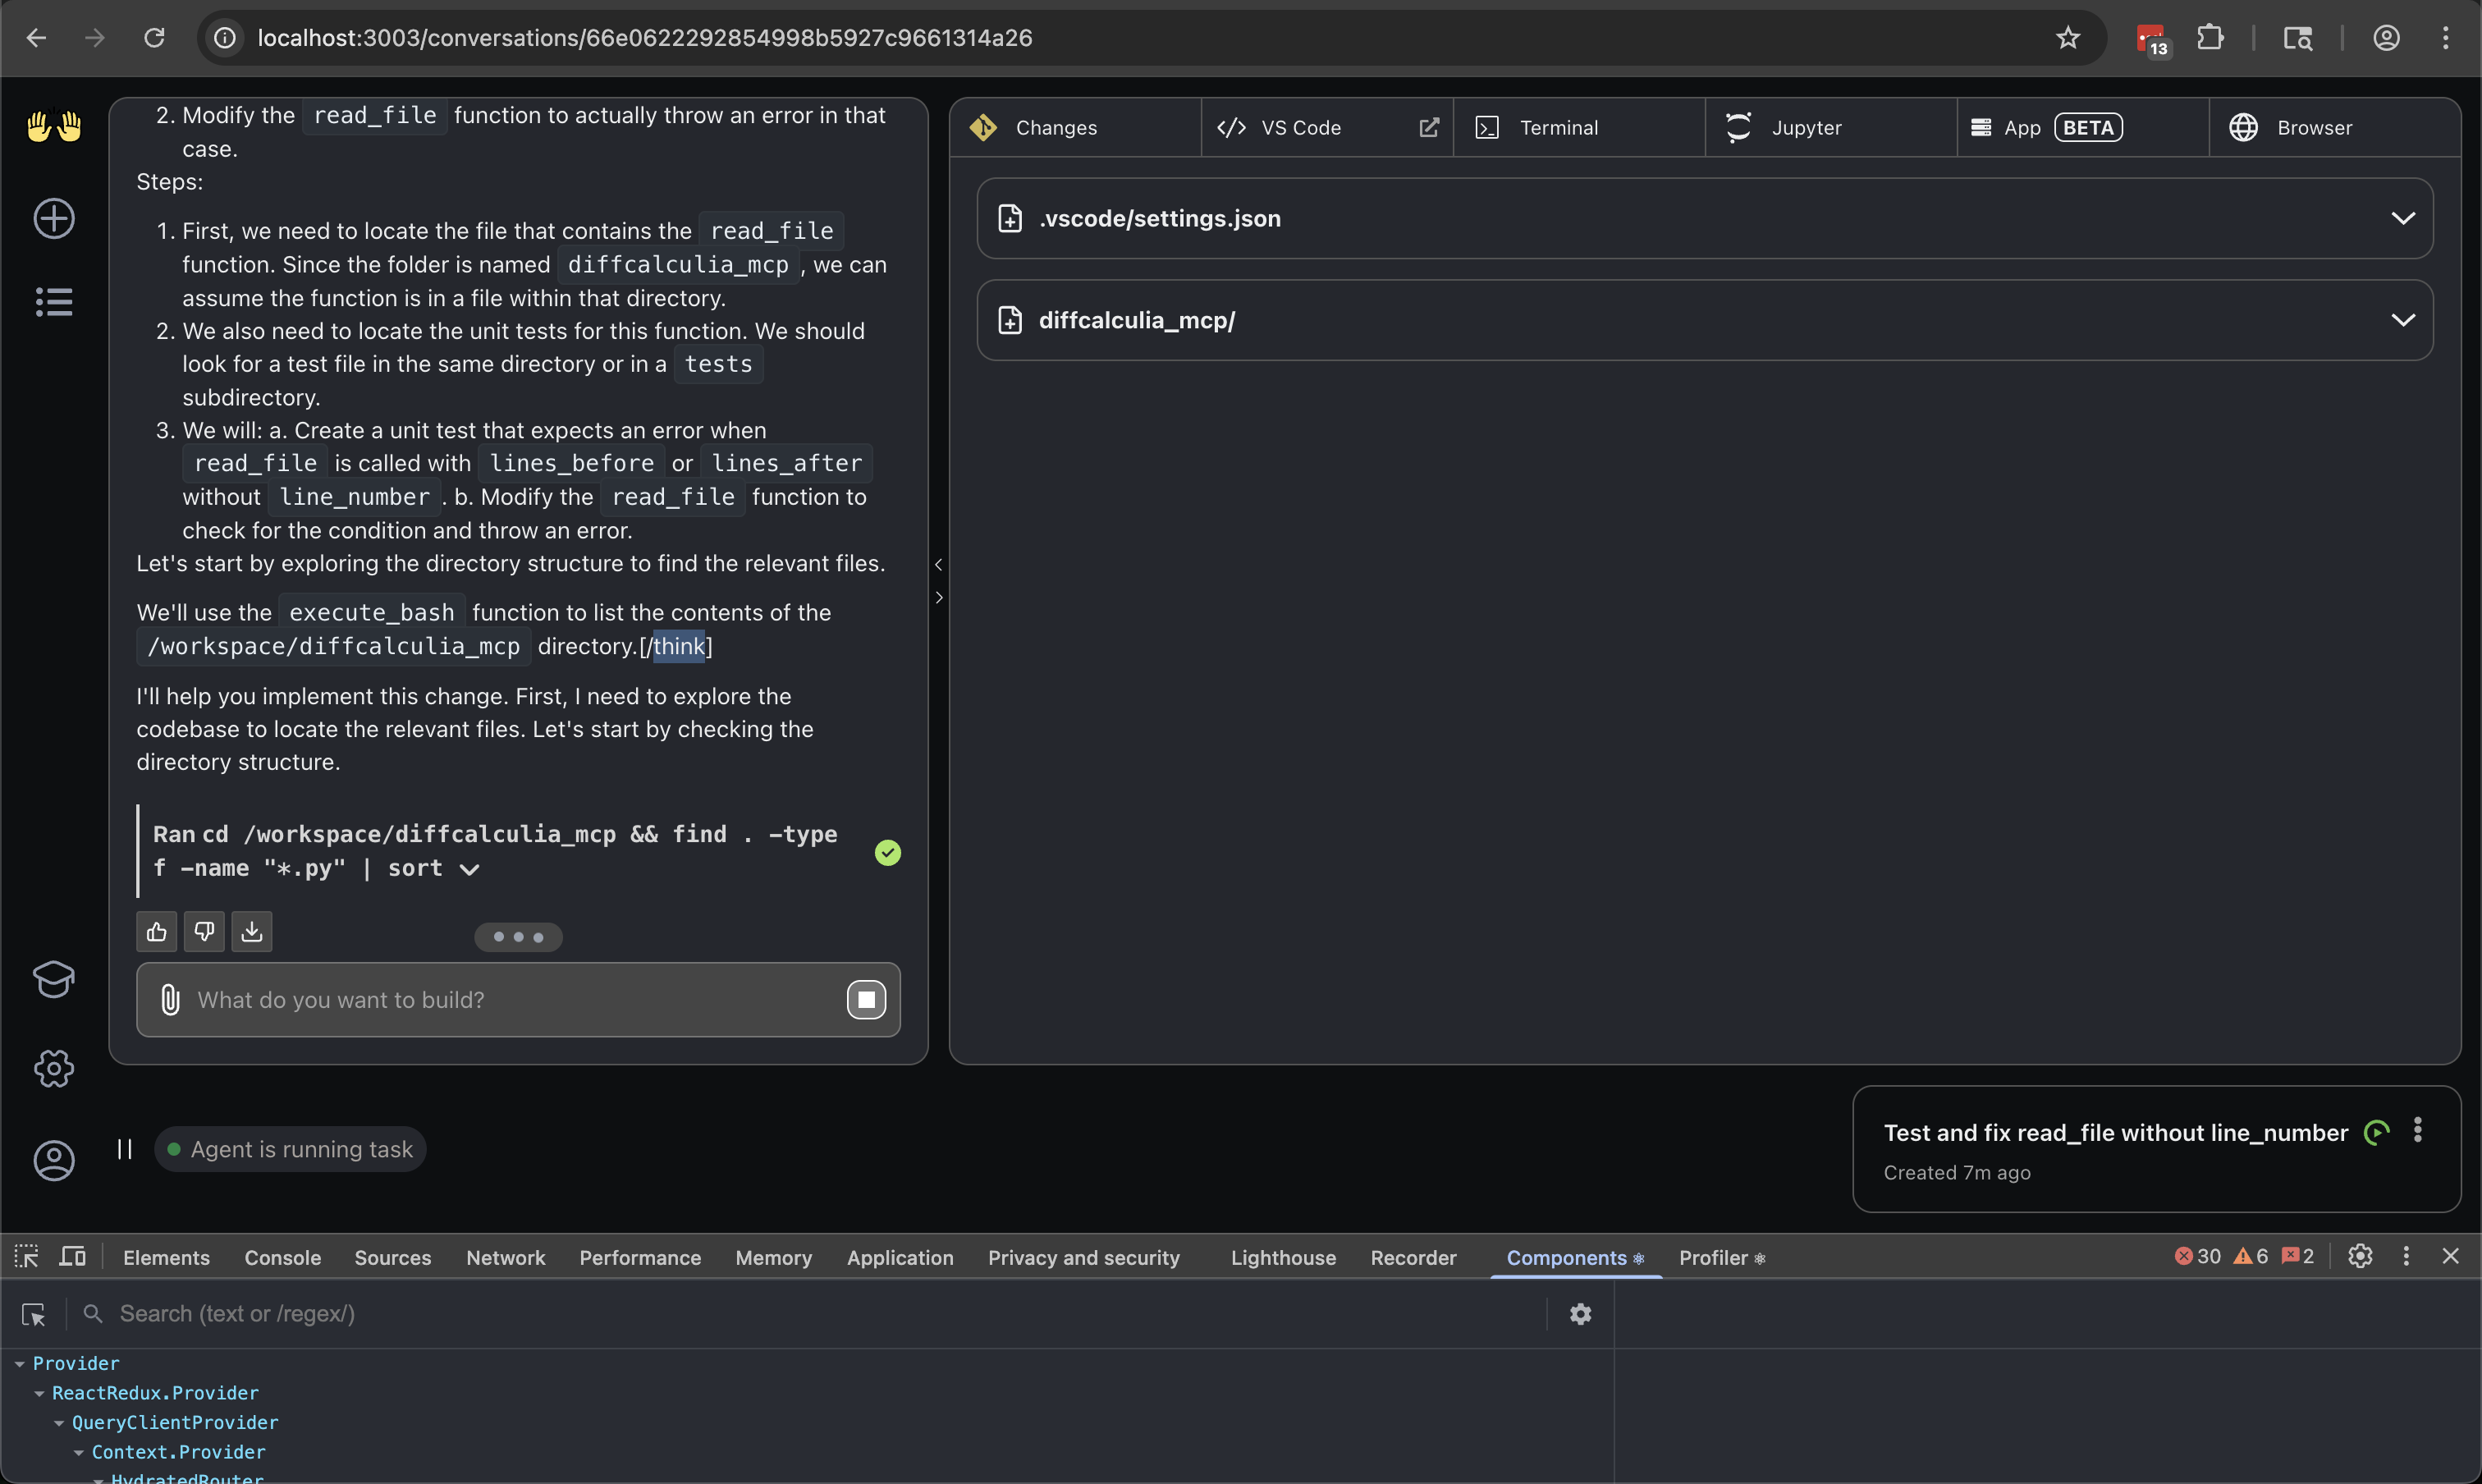 localhost:3003/conversations/66e0622292854998b5927c9661314a26
13
2. Modify the read_file function to actually throw an error in that
case.
Steps:
1. First, we need to locate the file that contains the read_file
function. Since the folder is named diffcalculia_mcp , we can
assume the function is in a file within that directory.
2. We also need to locate the unit tests for this function. We should
look for a test file in the same directory or in a tests
subdirectory.
3. We will: a. Create a unit test that expects an error when
read_file is called with lines_before or lines_after
without line_number . b. Modify the read_file function to
check for the condition and throw an error.
Let's start by exploring the directory structure to find the relevant files.
We'll use the execute_bash function to list the contents of the
/workspace/diffcalculia_mcp directory.[/think]
I'll help you implement this change. First, I need to explore the
codebase to locate the relevant files. Let's start by checking the
directory structure.
Ran cd /workspace/diffcalculia_mcp && find . -type
f -name "*.py" | sort
What do you want to build?
Changes
VS Code
Terminal
Jupyter
App BETA
Browser
.vscode/settings.json
diffcalculia_mcp/
Agent is running task
Test and fix read_file without line_number
Created 7m ago
Elements Console Sources Network Performance Memory Application Privacy and security Lighthouse Recorder Components Profiler 30 6 2
Search (text or /regex/)
Provider
ReactRedux.Provider
QueryClientProvider
Context.Provider
HydratedRouter